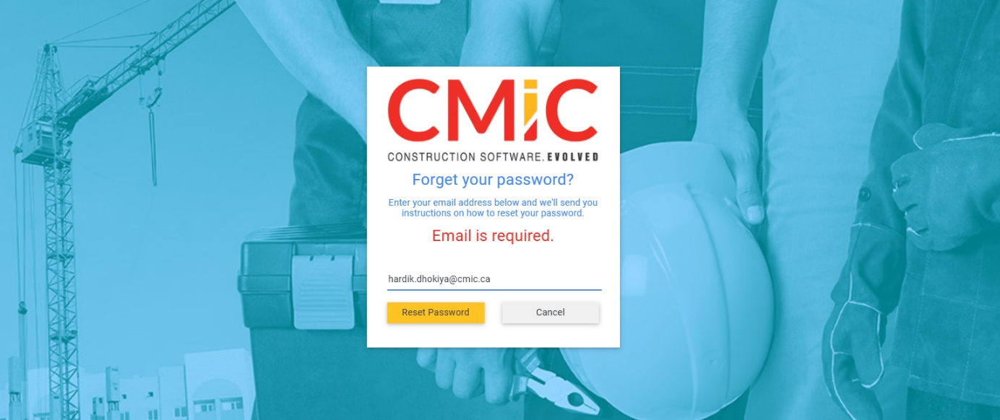 CMiC
CONSTRUCTION SOFTWARE.EVOLVED
Forget your password?
Enter your email address below and we'll send you
instructions on how to reset your password.
Email is required.
hardik.dhokiya@cmic.ca
Reset Password Cancel